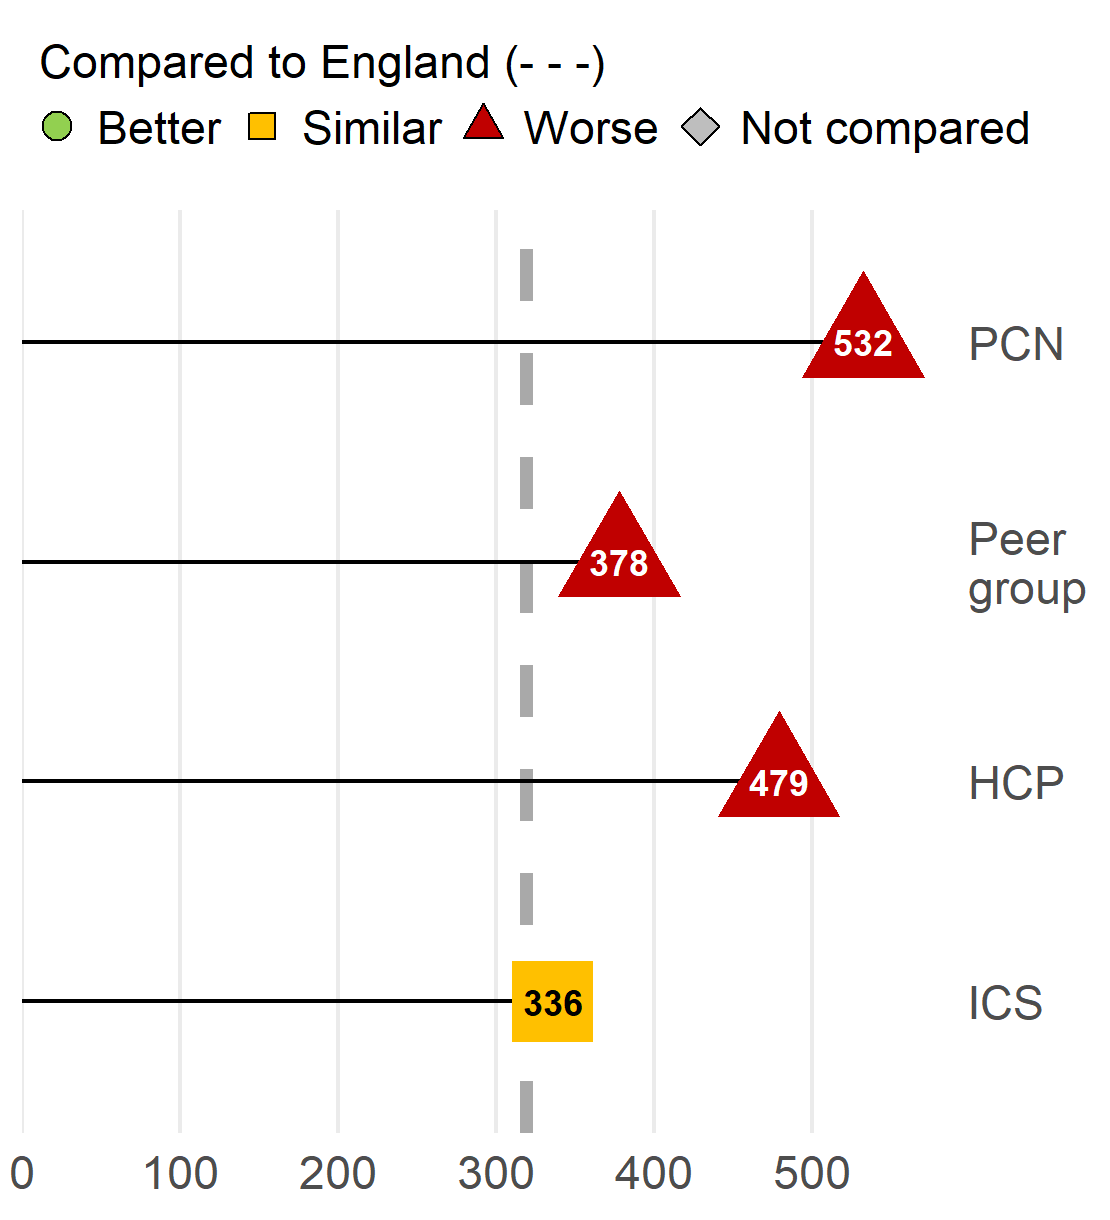 Compared to England (- - -)
Better Similar Worse Not compared
532 PCN
Peer
378
group
479 HCP
336 ICS
0 100 200 300 400 500